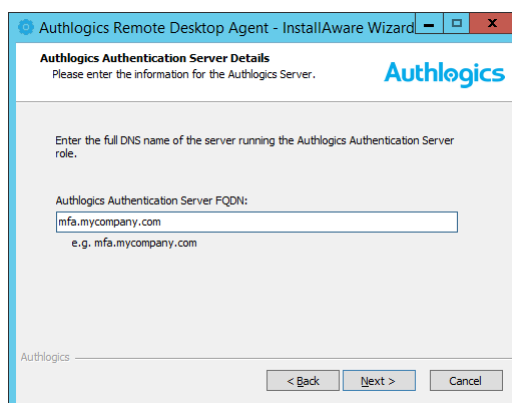 Authlogics Remote Desktop Agent - InstallAware Wizard
Authlogics Authentication Server Details
Please enter the information for the Authlogics Server.
Authlogics
Enter the full DNS name of the server running the Authlogics Authentication Server
role.
Authlogics Authentication Server FQDN:
mfa.mycompany.com
e.g. mfa.mycompany.com
Authlogics
< Back
Next >
Cancel